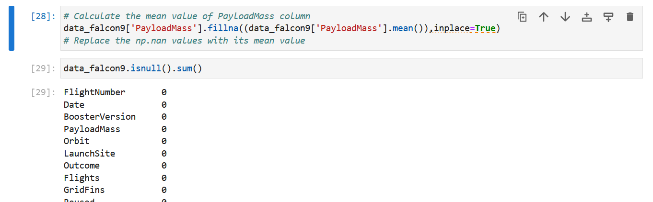 [28]: # Calculate the mean value of PayloadMass column
data_falcon9['PayloadMass'].fillna((data_falcon9['PayloadMass'].mean()),inplace=True)
# Replace the np.nan values with its mean value
[29]: data_falcon9.isnull().sum()
[29]: FlightNumber 0
Date 0
BoosterVersion 0
PayloadMass 0
Orbit 0
LaunchSite 0
Outcome 0
Flights 0
GridFins 0